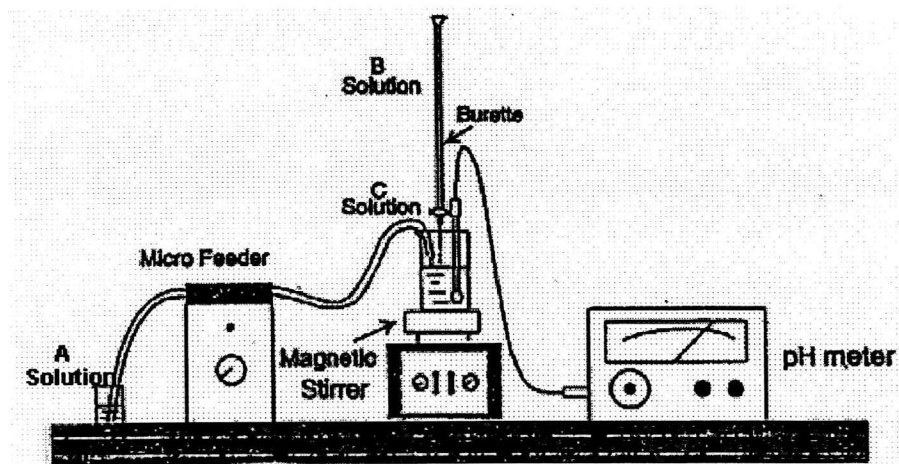 B
Solution
Burette
C
Solution
Micro Feeder
A
Solution
Magnetic
Stirrer
pH meter